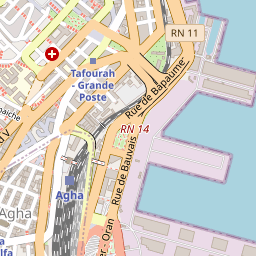 RN 11
Tafourah
- Grande
Poste
Rue de Bapaume
RN 14
Rue de Bauvais
Agha
Agha
Oran